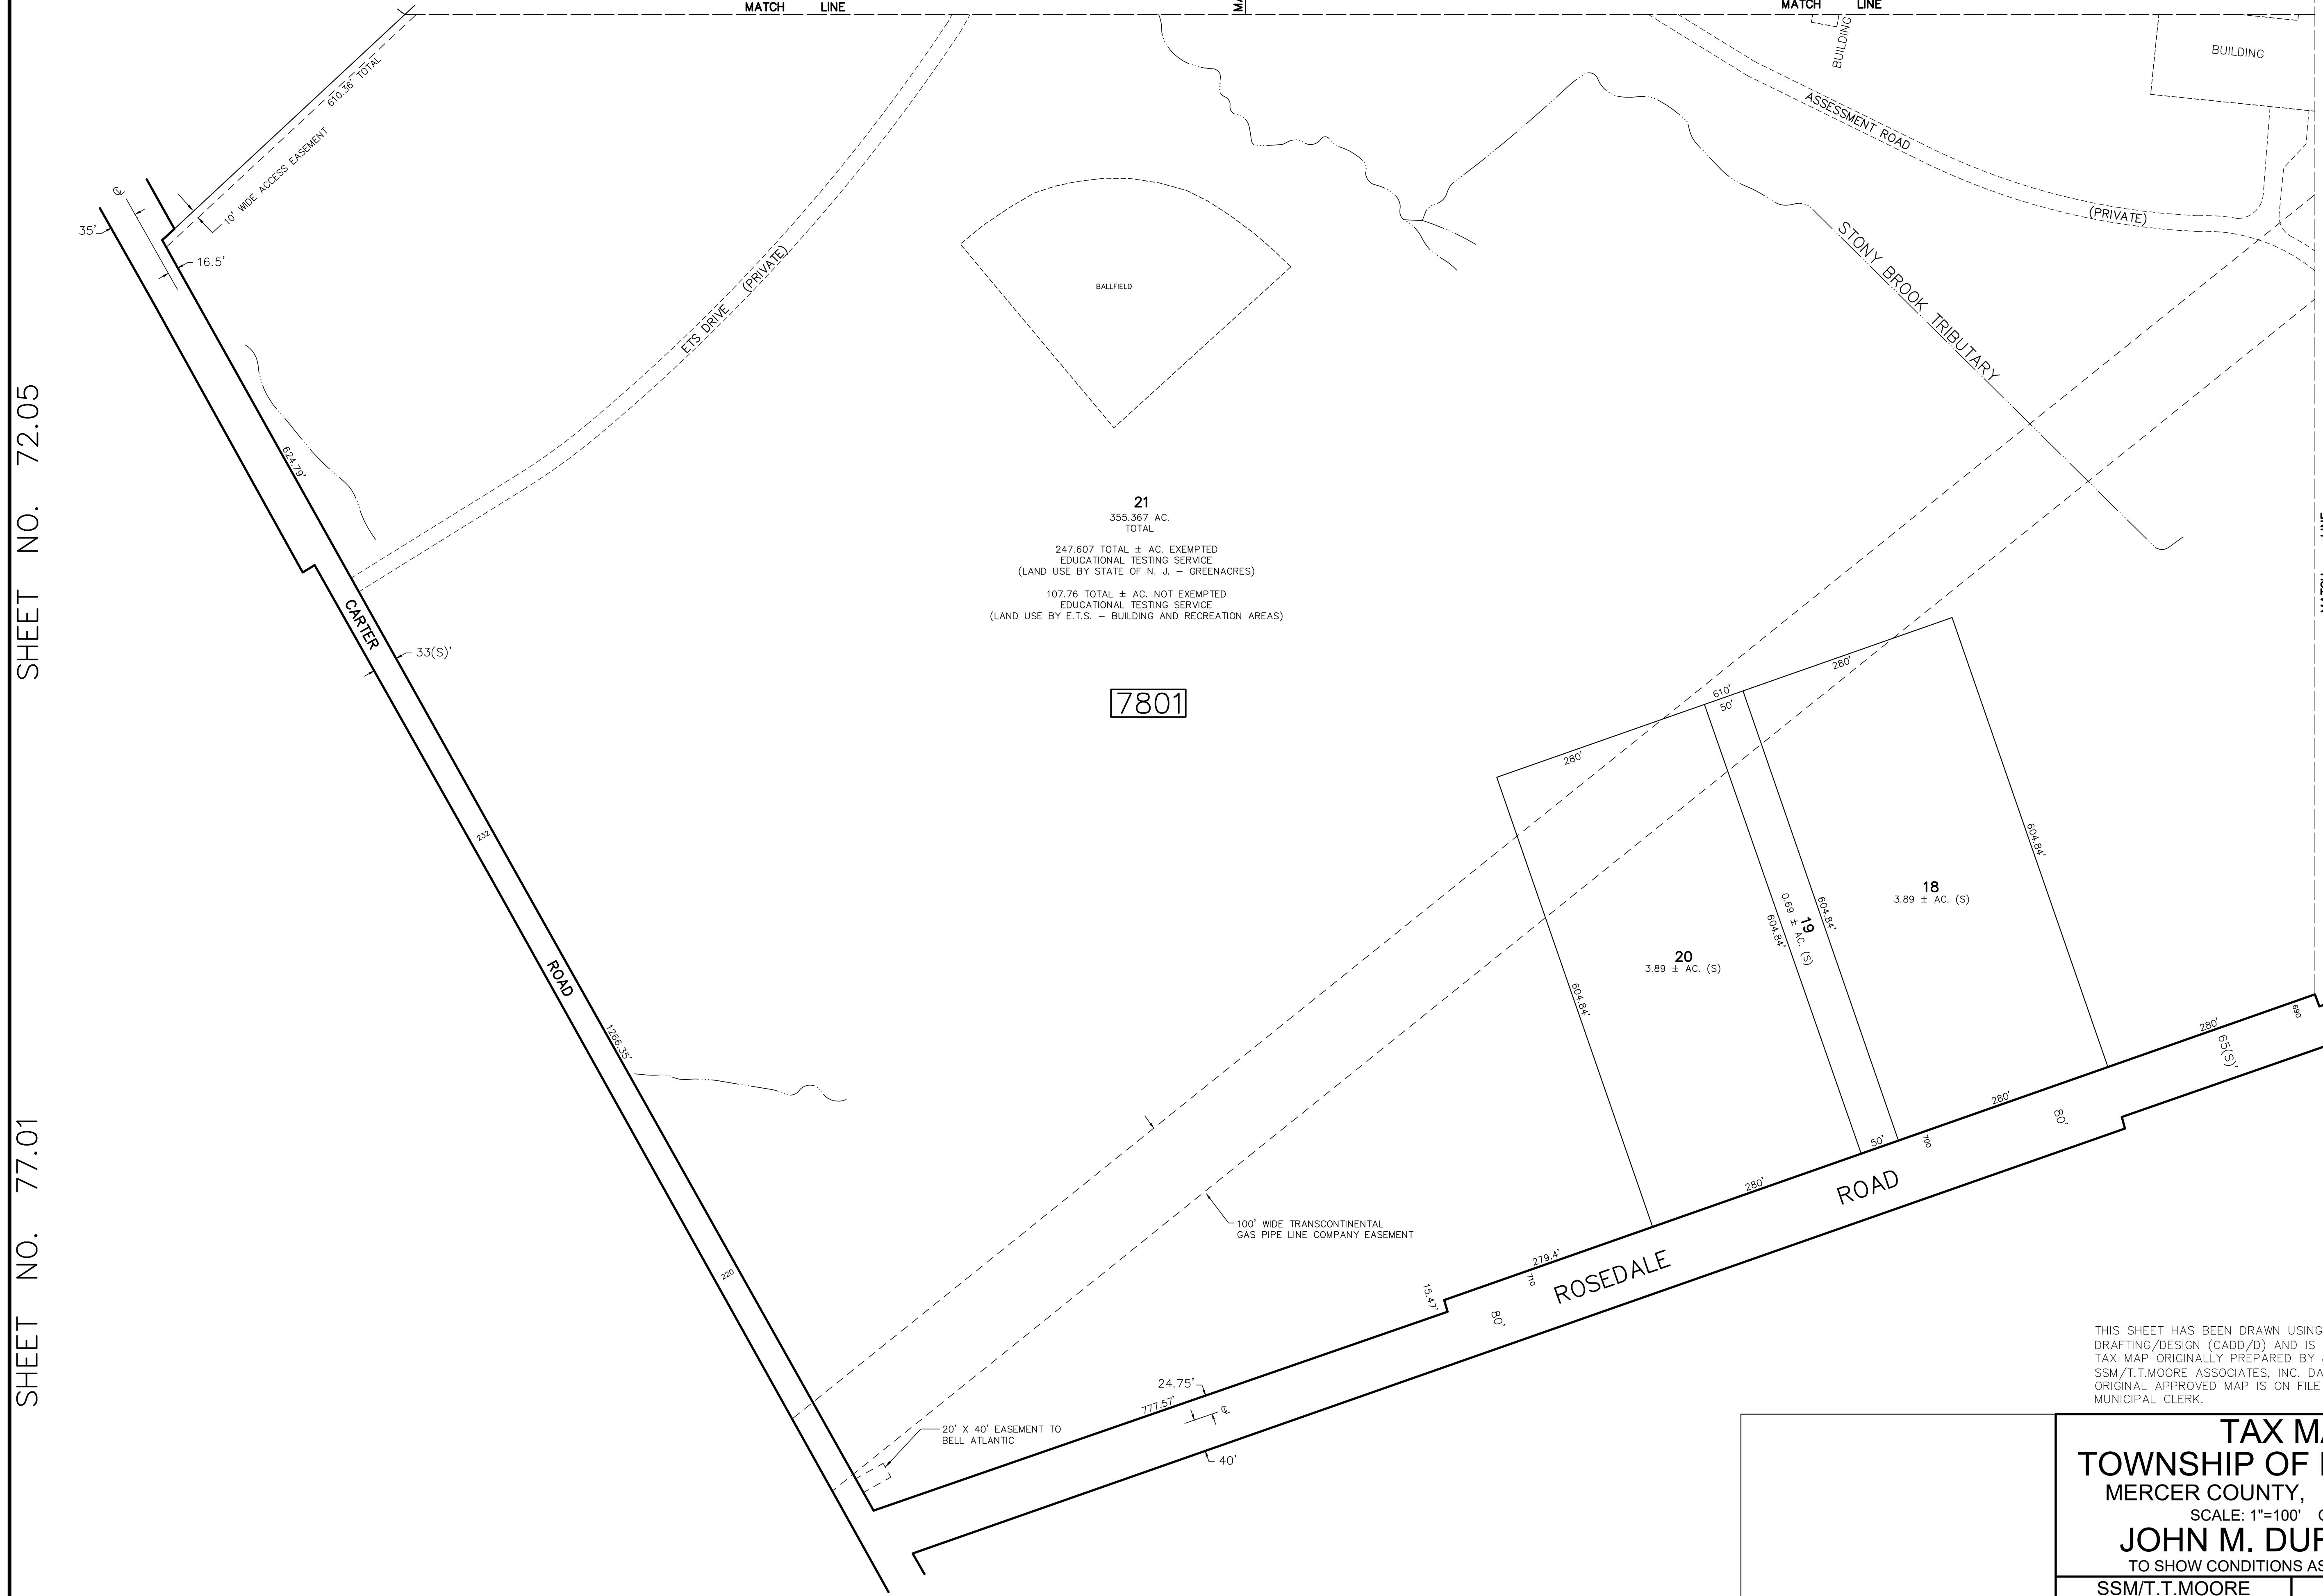 MATCH LINE
MATCH LINE
BUILDING
BUILDING
610.36' TOTAL
10' WIDE ACCESS EASEMENT
ASSESSMENT ROAD
(PRIVATE)
35'
16.5'
ETS DRIVE (PRIVATE)
BALLFIELD
STONY BROOK TRIBUTARY
SHEET NO. 72.05
624.79'
21
355.367 AC.
TOTAL
247.607 TOTAL ± AC. EXEMPTED
EDUCATIONAL TESTING SERVICE
(LAND USE BY STATE OF N. J. – GREENACRES)
107.76 TOTAL ± AC. NOT EXEMPTED
EDUCATIONAL TESTING SERVICE
(LAND USE BY E.T.S. – BUILDING AND RECREATION AREAS)
7801
CARTER
33(S)'
280'
610'
50'
280'
232
604.84'
18
3.89 ± AC. (S)
19
0.69 ± AC. (S)
604.84'
604.84'
20
3.89 ± AC. (S)
604.84'
ROAD
1266.35'
690
280'
65(S)'
280'
80'
50'
700
280'
ROAD
SHEET NO. 77.01
100' WIDE TRANSCONTINENTAL
GAS PIPE LINE COMPANY EASEMENT
220
279.4'
710
ROSEDALE
15.47'
80'
24.75'
777.57'
℄
℄
40'
20' X 40' EASEMENT TO
BELL ATLANTIC
THIS SHEET HAS BEEN DRAWN USING
DRAFTING/DESIGN (CADD/D) AND IS
TAX MAP ORIGINALLY PREPARED BY
SSM/T.T.MOORE ASSOCIATES, INC. DA
ORIGINAL APPROVED MAP IS ON FILE
MUNICIPAL CLERK.
TAX MA
TOWNSHIP OF
MERCER COUNTY,
SCALE: 1"=100'
JOHN M. DU
TO SHOW CONDITIONS AS
SSM/T.T.MOORE